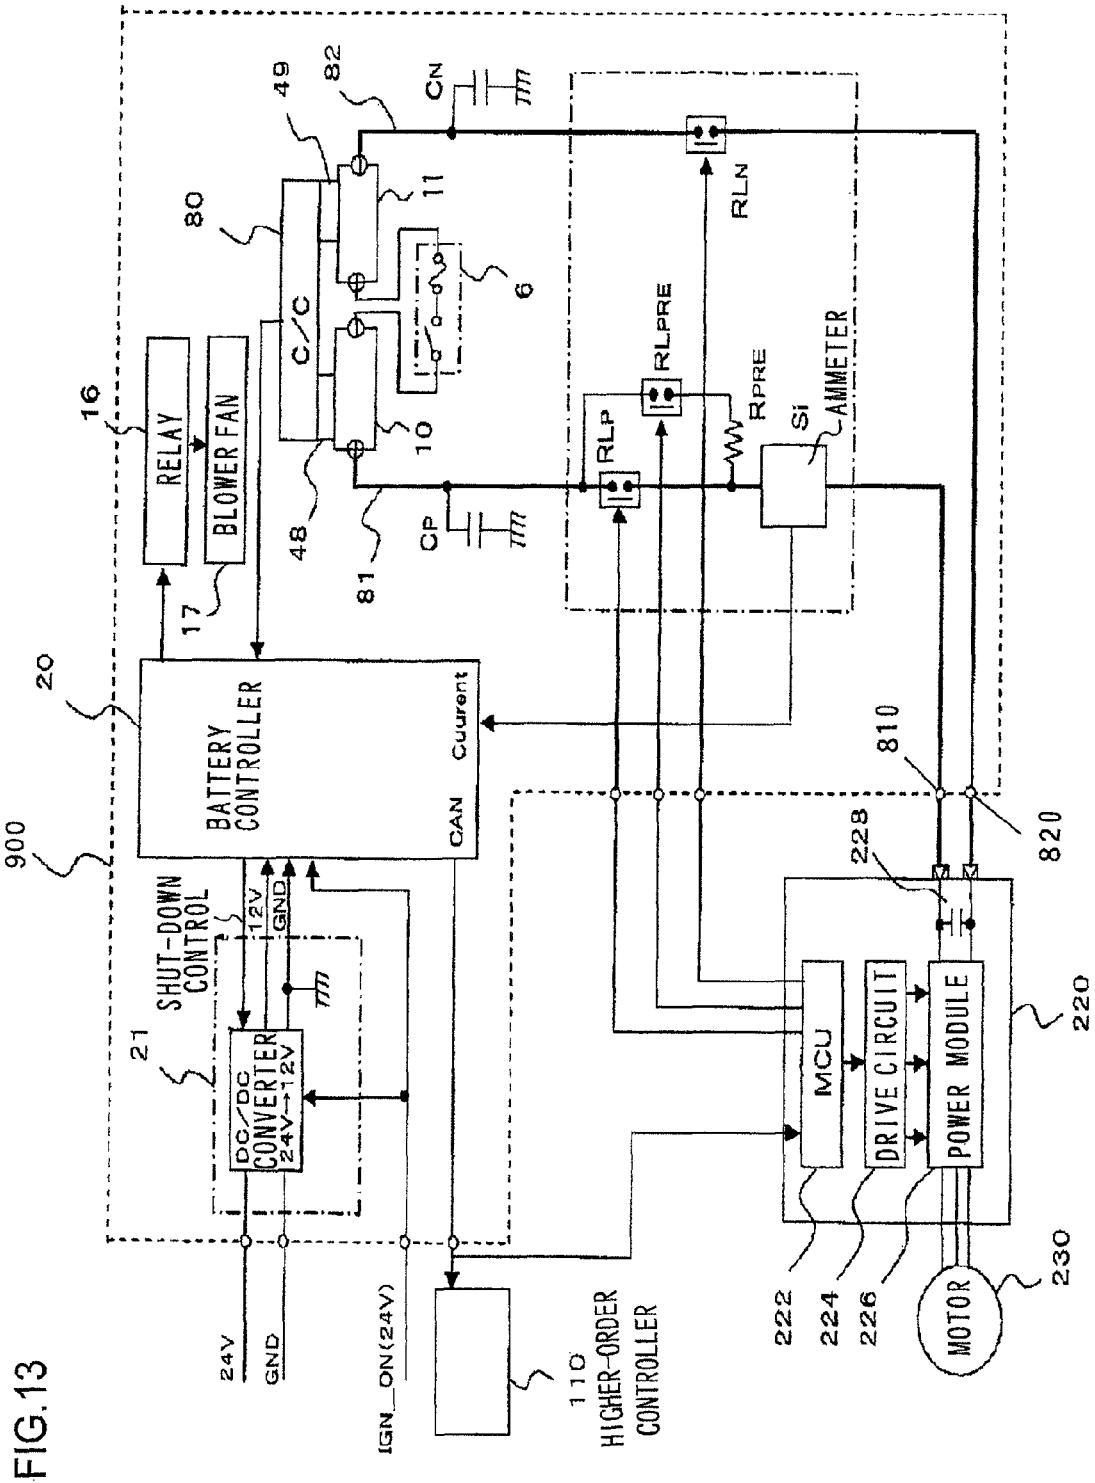 FIG.13
900
20
16
RELAY
BLOWER FAN
17
80
C/C
49
82
CN
48
10
11
6
81
CP
21
SHUT-DOWN
CONTROL
12V
GND
DC/DC
CONVERTER
24V→12V
BATTERY
CONTROLLER
CAN
Cuurent
24V
GND
IGN_ON(24V)
110
HIGHER-ORDER
CONTROLLER
RLP
RLPRE
RLN
RPRE
Si
AMMETER
810
820
228
MCU
DRIVE CIRCUIT
POWER MODULE
220
222
224
226
MOTOR
230